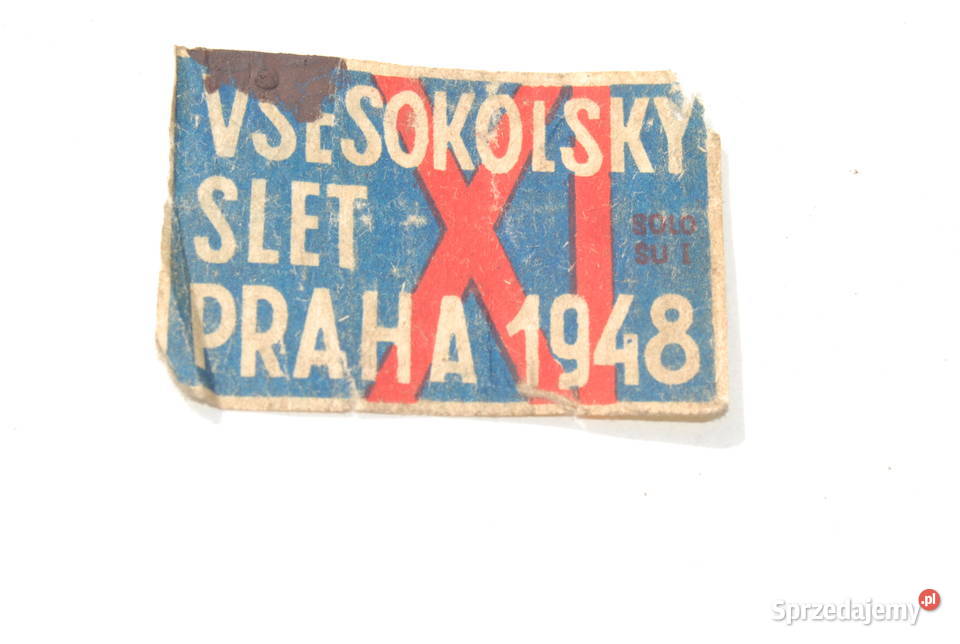 XI
VŠESOKOLSKÝ
SLET
PRAHA 1948
SOLO
SU I
Sprzedajemy.pl